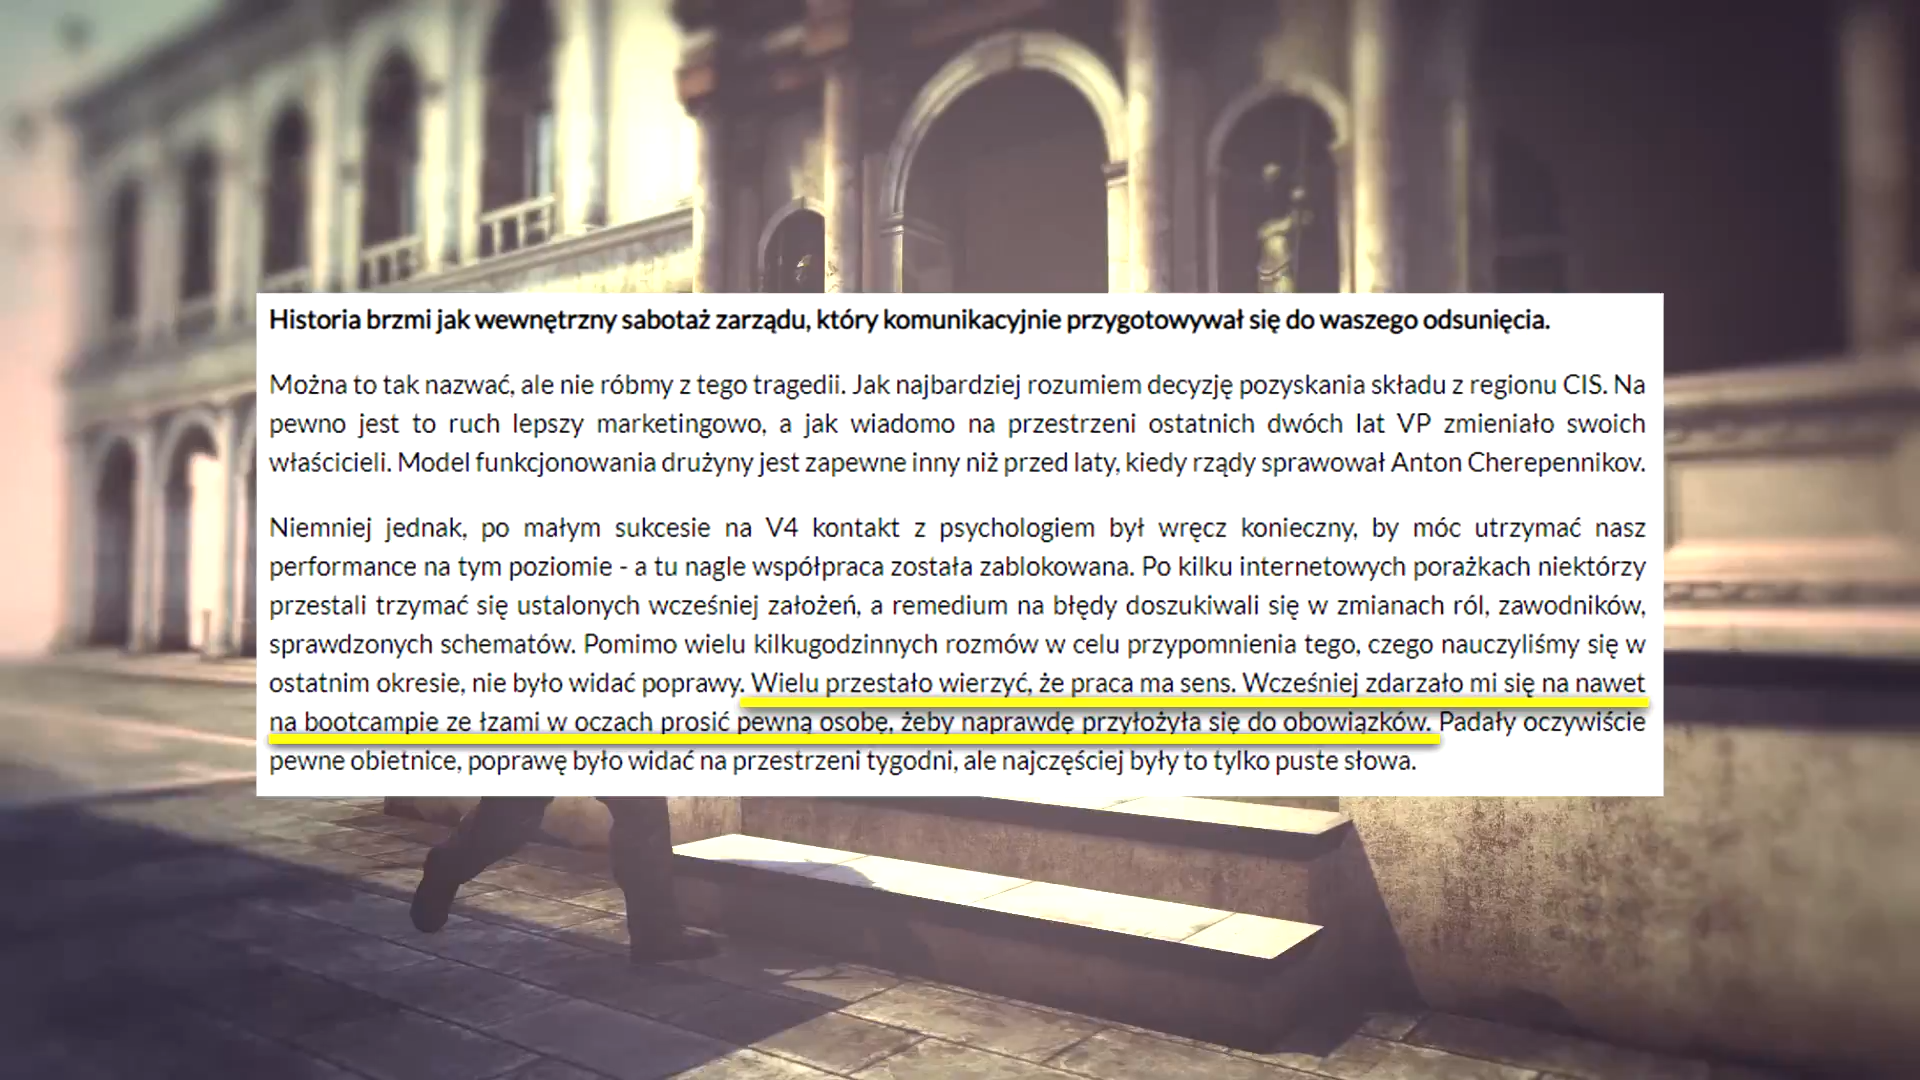 Historia brzmi jak wewnętrzny sabotaż zarządu, który komunikacyjnie przygotowywał się do waszego odsunięcia.
Można to tak nazwać, ale nie róbmy z tego tragedii. Jak najbardziej rozumiem decyzję pozyskania składu z regionu CIS. Na
pewno jest to ruch lepszy marketingowo, a jak wiadomo na przestrzeni ostatnich dwóch lat VP zmieniało swoich
właścicieli. Model funkcjonowania drużyny jest zapewne inny niż przed laty, kiedy rządy sprawował Anton Cherepennikov.
Niemniej jednak, po małym sukcesie na V4 kontakt z psychologiem był wręcz konieczny, by móc utrzymać nasz
performance na tym poziomie - a tu nagle współpraca została zablokowana. Po kilku internetowych porażkach niektórzy
przestali trzymać się ustalonych wcześniej założeń, a remedium na błędy doszukiwali się w zmianach ról, zawodników,
sprawdzonych schematów. Pomimo wielu kilkugodzinnych rozmów w celu przypomnienia tego, czego nauczyliśmy się w
ostatnim okresie, nie było widać poprawy. Wielu przestało wierzyć, że praca ma sens. Wcześniej zdarzało mi się na nawet
na bootcampie ze łzami w oczach prosić pewną osobę, żeby naprawdę przyłożyła się do obowiązków. Padały oczywiście
pewne obietnice, poprawę było widać na przestrzeni tygodni, ale najczęściej były to tylko puste słowa.